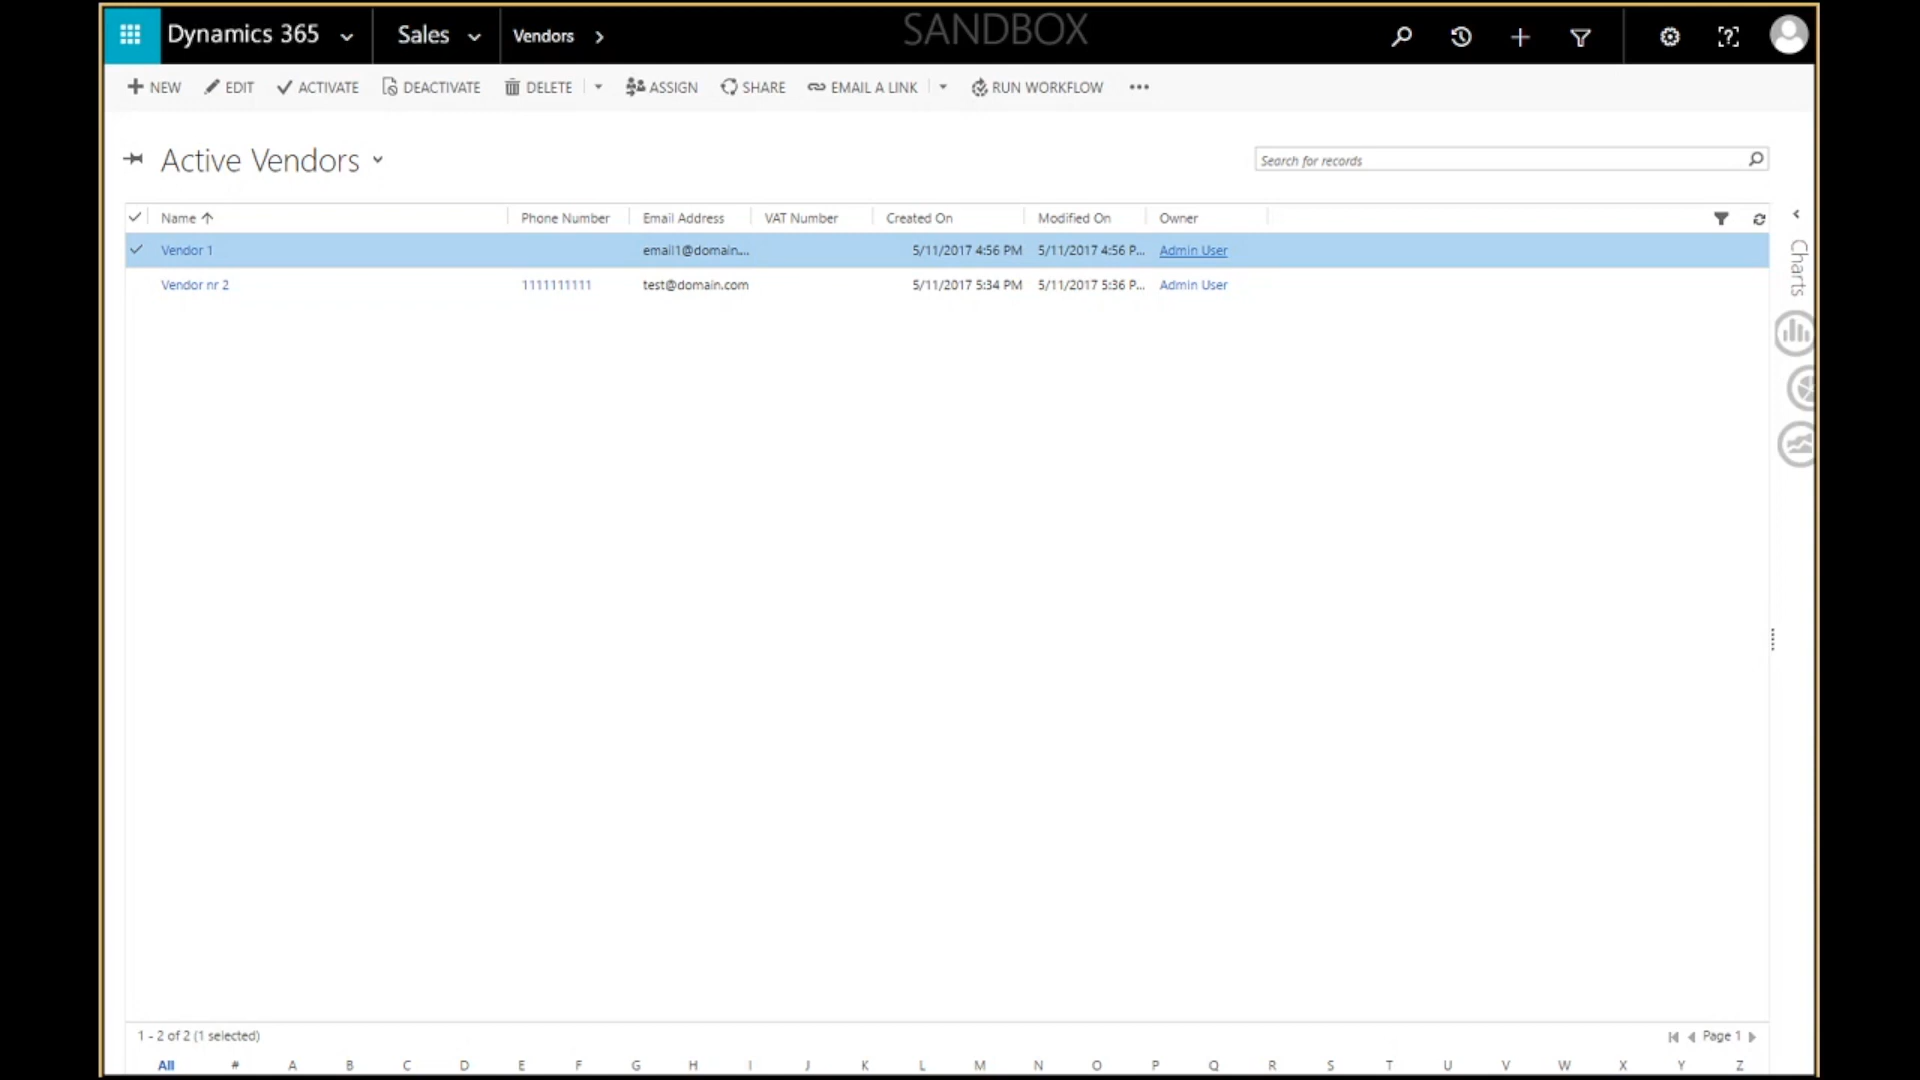 Dynamics 365 Sales Vendors SANDBOX
NEW EDIT ACTIVATE DEACTIVATE DELETE ASSIGN SHARE EMAIL A LINK RUN WORKFLOW •••
Active Vendors Search for records
Name Phone Number Email Address VAT Number Created On Modified On Owner
Vendor 1 email1@domain.... 5/11/2017 4:56 PM 5/11/2017 4:56 P... Admin User
Vendor nr 2 1111111111 test@domain.com 5/11/2017 5:34 PM 5/11/2017 5:36 P... Admin User
Charts
1 - 2 of 2 (1 selected) Page 1
All # A B C D E F G H I J K L M N O P Q R S T U V W X Y Z